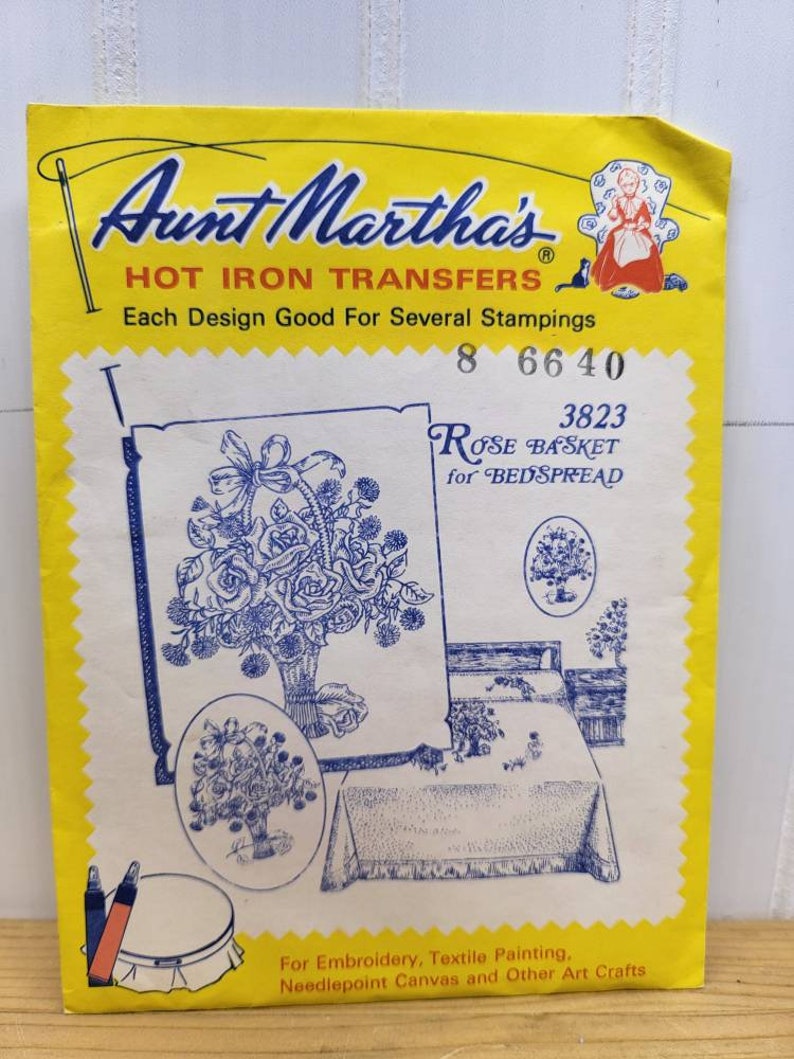 Aunt Martha's ®
HOT IRON TRANSFERS
Each Design Good For Several Stampings
8 6640
3823
ROSE BASKET
for BEDSPREAD
For Embroidery, Textile Painting,
Needlepoint Canvas and Other Art Crafts